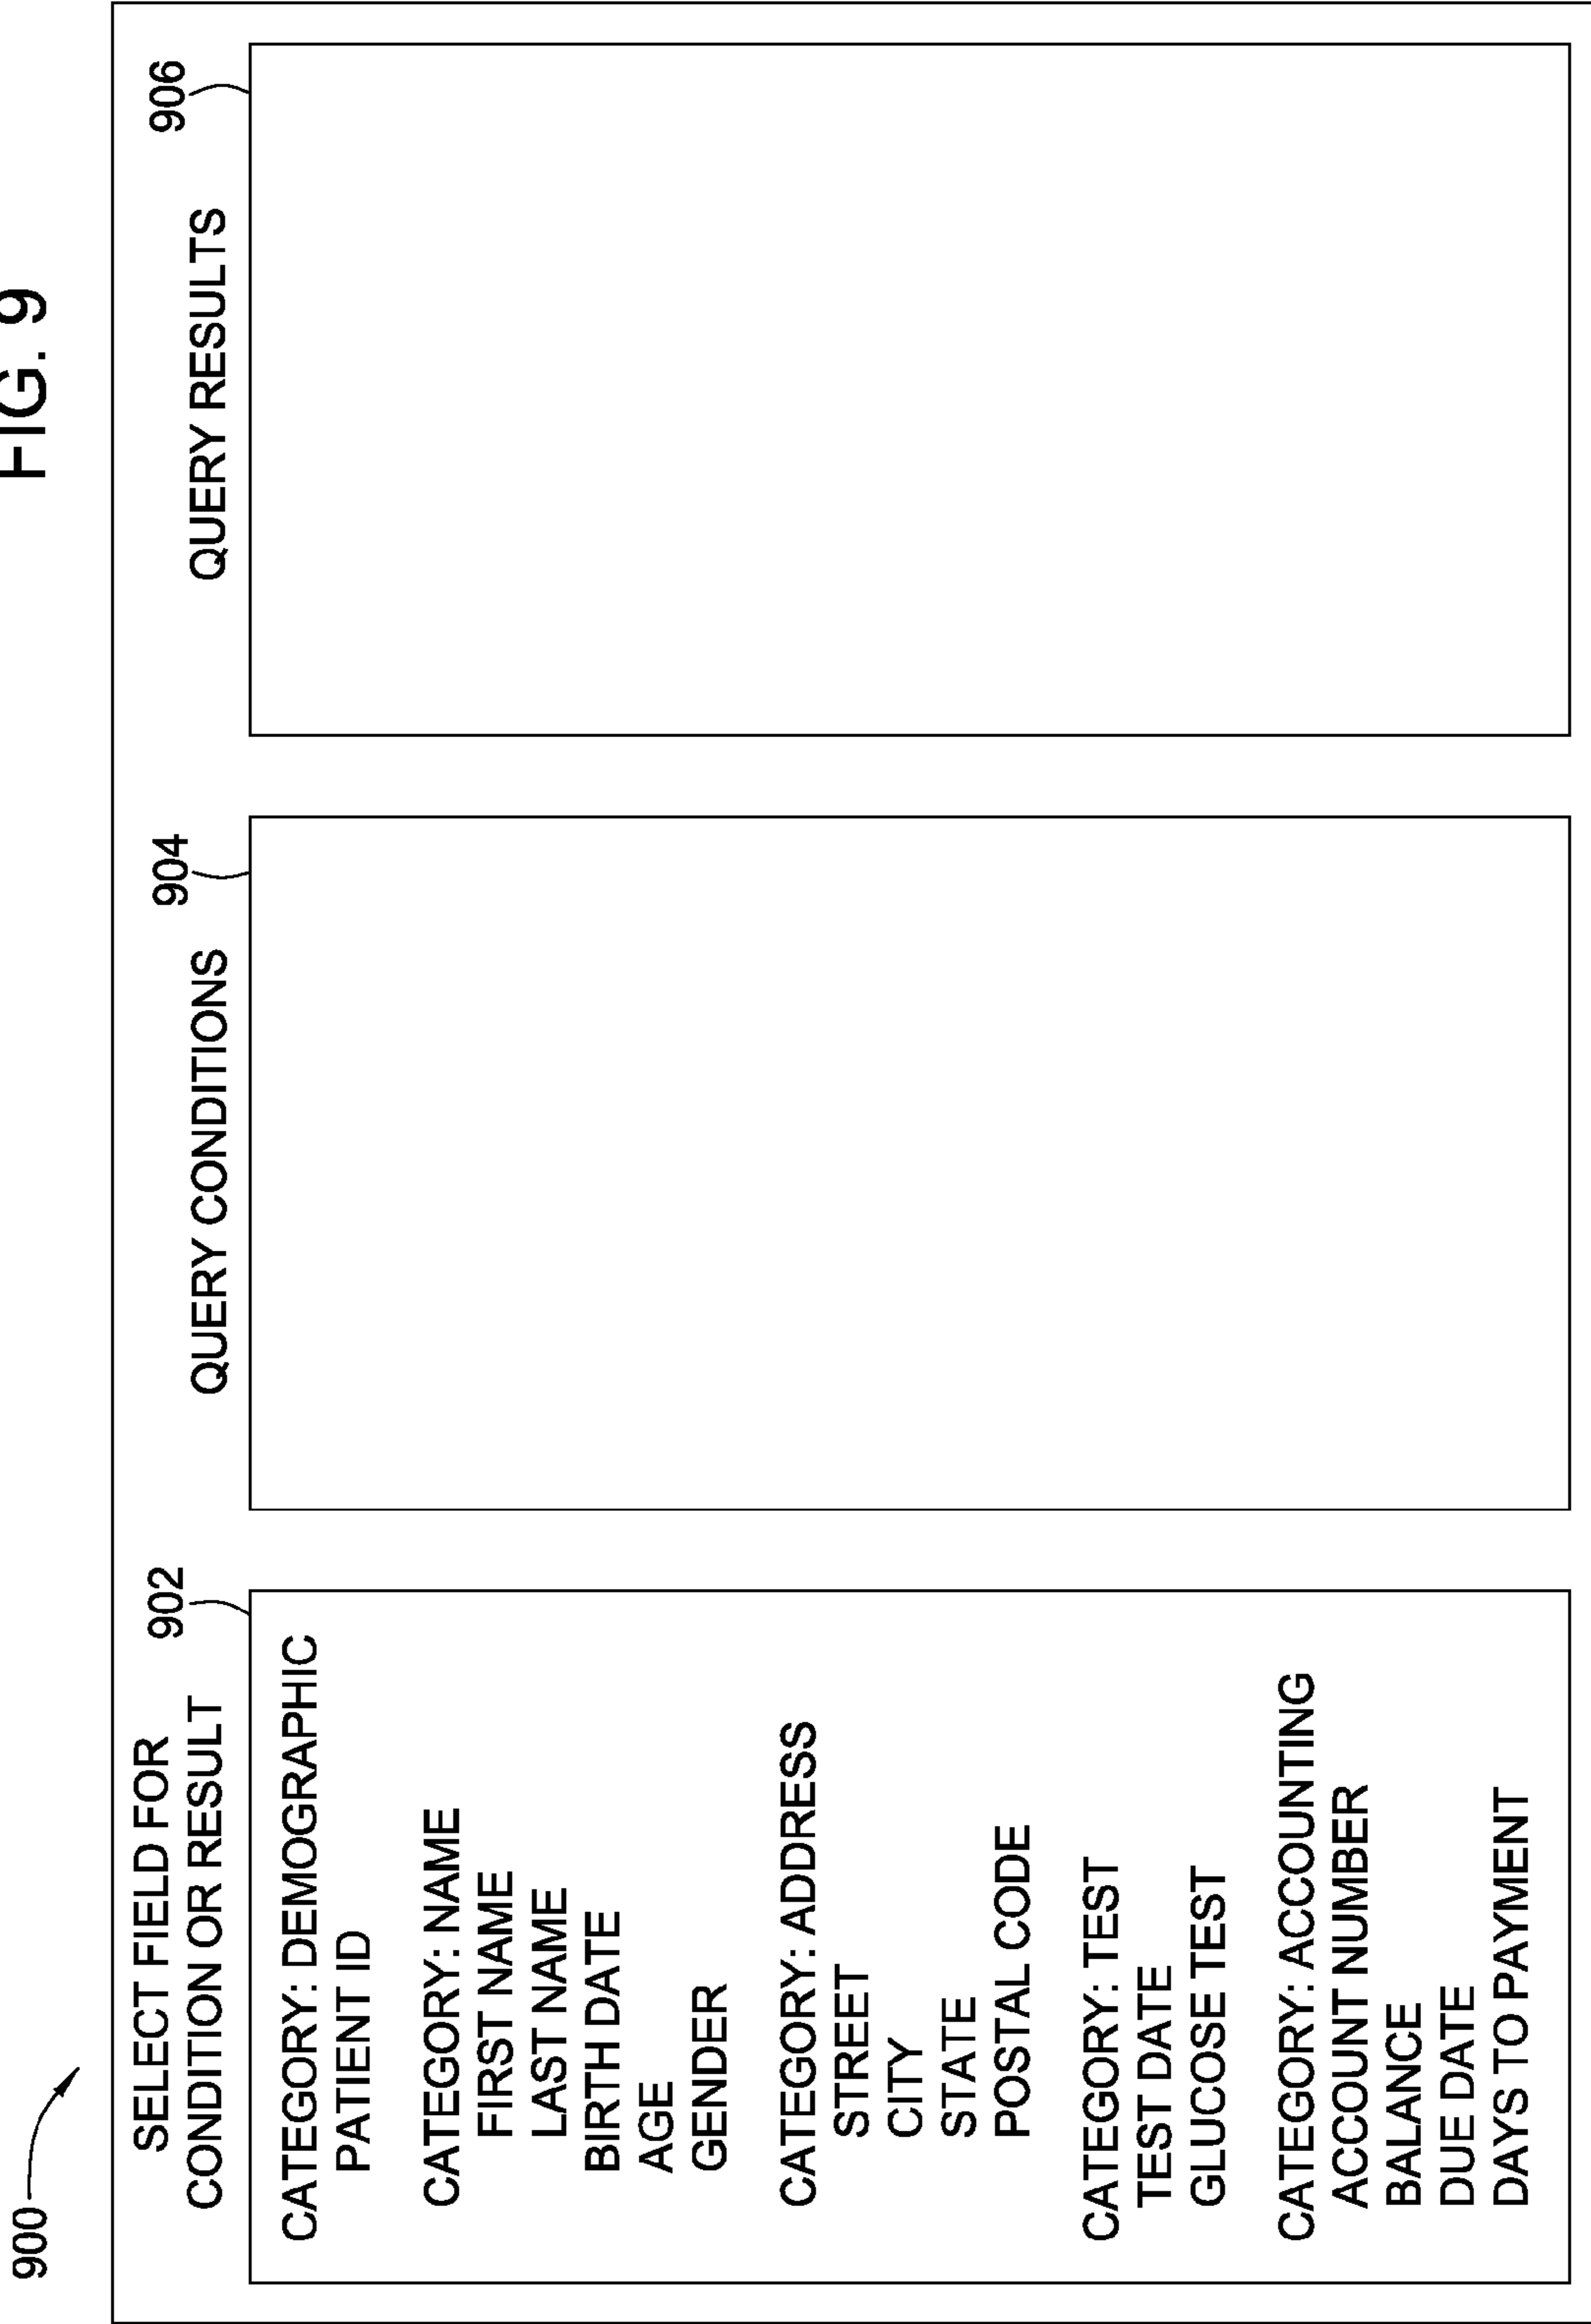 FIG. 9
900
SELECT FIELD FOR
CONDITION OR RESULT
902
CATEGORY: DEMOGRAPHIC
PATIENT ID
CATEGORY: NAME
FIRST NAME
LAST NAME
BIRTH DATE
AGE
GENDER
CATEGORY: ADDRESS
STREET
CITY
STATE
POSTAL CODE
CATEGORY: TEST
TEST DATE
GLUCOSE TEST
CATEGORY: ACCOUNTING
ACCOUNT NUMBER
BALANCE
DUE DATE
DAYS TO PAYMENT
QUERY CONDITIONS
904
QUERY RESULTS
906